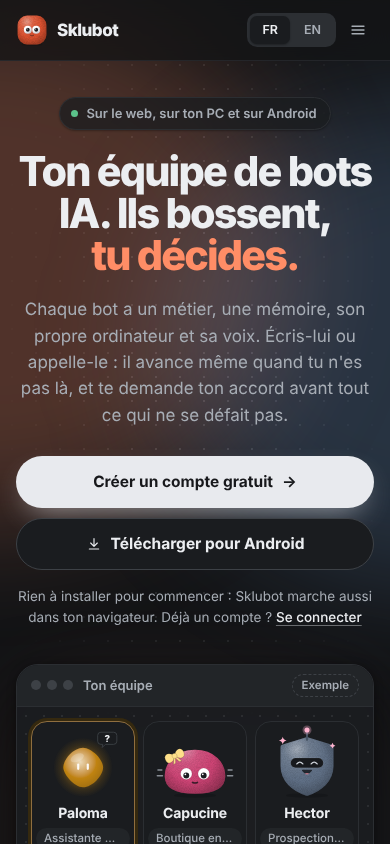 Sklubot
FR
EN
Sur le web, sur ton PC et sur Android
Ton équipe de bots
IA. Ils bossent,
tu décides.
Chaque bot a un métier, une mémoire, son
propre ordinateur et sa voix. Écris-lui ou
appelle-le : il avance même quand tu n'es
pas là, et te demande ton accord avant tout
ce qui ne se défait pas.
Créer un compte gratuit →
Télécharger pour Android
Rien à installer pour commencer : Sklubot marche aussi
dans ton navigateur. Déjà un compte ? Se connecter
Ton équipe
Exemple
?
Paloma
Capucine
Hector
Assistante ...
Boutique en...
Prospection...